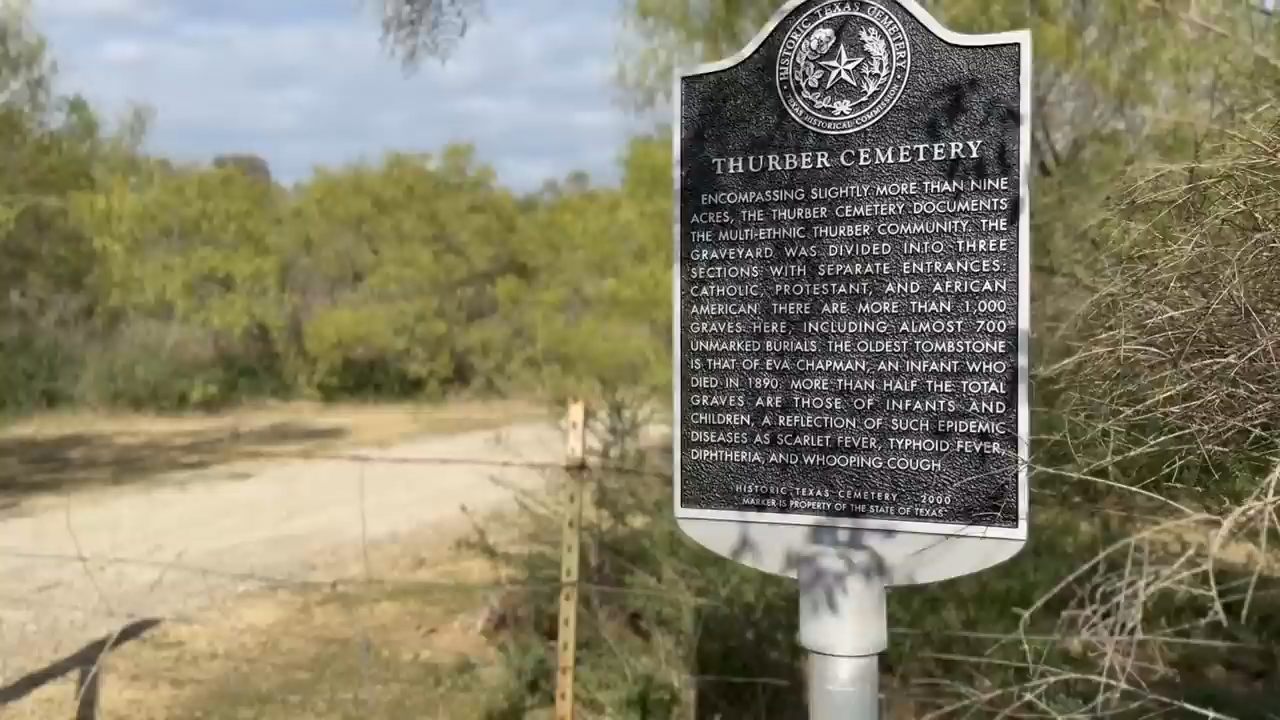 HISTORIC TEXAS CEMETERY
TEXAS HISTORICAL COMMISSION
THURBER CEMETERY
ENCOMPASSING SLIGHTLY MORE THAN NINE
ACRES, THE THURBER CEMETERY DOCUMENTS
THE MULTI-ETHNIC THURBER COMMUNITY. THE
GRAVEYARD WAS DIVIDED INTO THREE
SECTIONS WITH SEPARATE ENTRANCES:
CATHOLIC, PROTESTANT, AND AFRICAN
AMERICAN. THERE ARE MORE THAN 1,000
GRAVES HERE, INCLUDING ALMOST 700
UNMARKED BURIALS. THE OLDEST TOMBSTONE
IS THAT OF EVA CHAPMAN, AN INFANT WHO
DIED IN 1890. MORE THAN HALF THE TOTAL
GRAVES ARE THOSE OF INFANTS AND
CHILDREN, A REFLECTION OF SUCH EPIDEMIC
DISEASES AS SCARLET FEVER, TYPHOID FEVER,
DIPHTHERIA, AND WHOOPING COUGH.
HISTORIC TEXAS CEMETERY 2000
MARKER IS PROPERTY OF THE STATE OF TEXAS